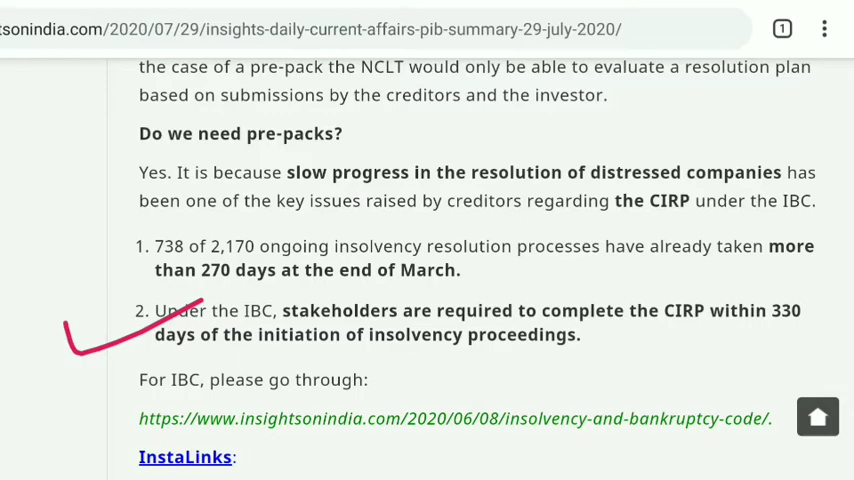 tsonindia.com/2020/07/29/insights-daily-current-affairs-pib-summary-29-july-2020/
1
the case of a pre-pack the NCLT would only be able to evaluate a resolution plan
based on submissions by the creditors and the investor.
Do we need pre-packs?
Yes. It is because slow progress in the resolution of distressed companies has
been one of the key issues raised by creditors regarding the CIRP under the IBC.
1. 738 of 2,170 ongoing insolvency resolution processes have already taken more
than 270 days at the end of March.
2. Under the IBC, stakeholders are required to complete the CIRP within 330
days of the initiation of insolvency proceedings.
For IBC, please go through:
https://www.insightsonindia.com/2020/06/08/insolvency-and-bankruptcy-code/.
InstaLinks: